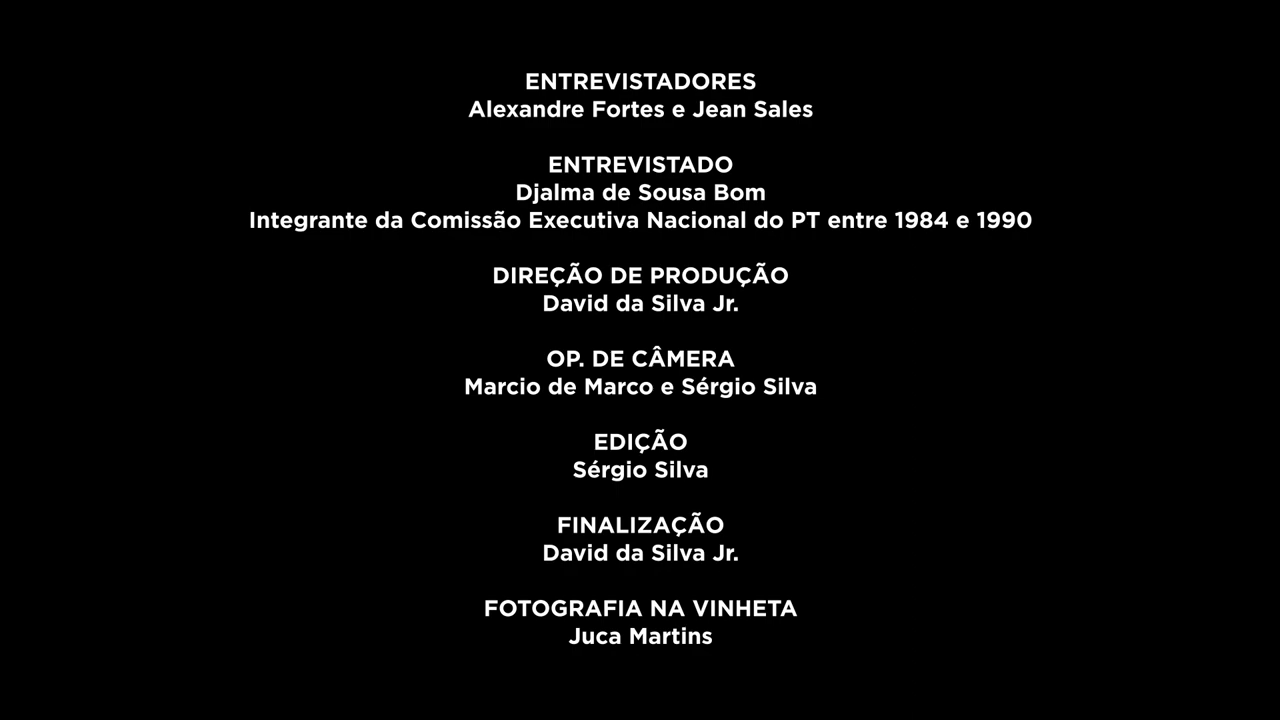 ENTREVISTADORES
Alexandre Fortes e Jean Sales
ENTREVISTADO
Djalma de Sousa Bom
Integrante da Comissão Executiva Nacional do PT entre 1984 e 1990
DIREÇÃO DE PRODUÇÃO
David da Silva Jr.
OP. DE CÂMERA
Marcio de Marco e Sérgio Silva
EDIÇÃO
Sérgio Silva
FINALIZAÇÃO
David da Silva Jr.
FOTOGRAFIA NA VINHETA
Juca Martins